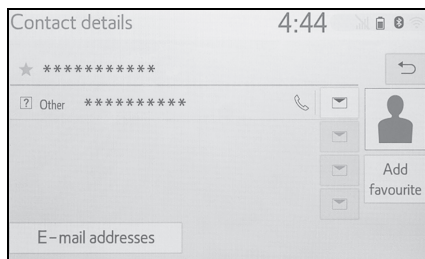 Contact details 4:44
***********
? Other **********
Add
favourite
E-mail addresses